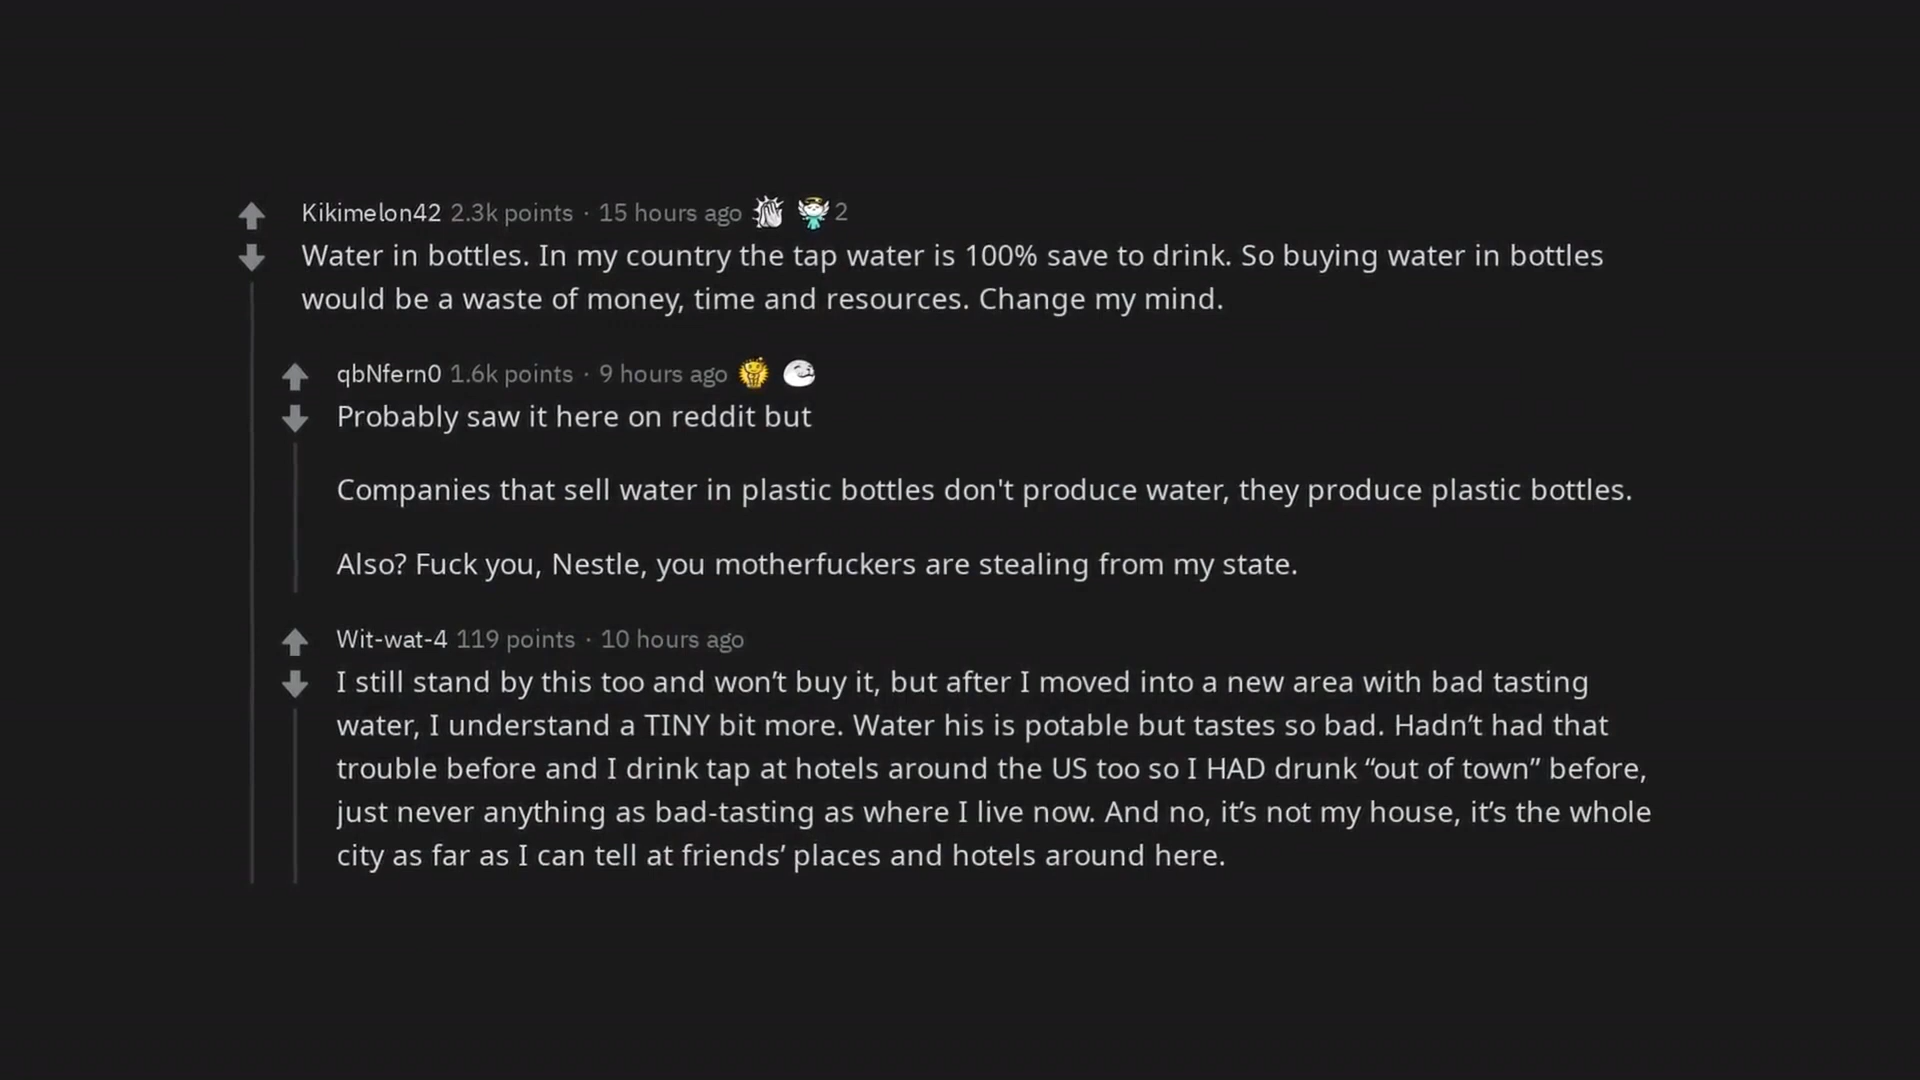 Kikimelon42 2.3k points · 15 hours ago 2
Water in bottles. In my country the tap water is 100% save to drink. So buying water in bottles
would be a waste of money, time and resources. Change my mind.
qbNfern0 1.6k points · 9 hours ago
Probably saw it here on reddit but
Companies that sell water in plastic bottles don't produce water, they produce plastic bottles.
Also? Fuck you, Nestle, you motherfuckers are stealing from my state.
Wit-wat-4 119 points · 10 hours ago
I still stand by this too and won’t buy it, but after I moved into a new area with bad tasting
water, I understand a TINY bit more. Water his is potable but tastes so bad. Hadn’t had that
trouble before and I drink tap at hotels around the US too so I HAD drunk “out of town” before,
just never anything as bad-tasting as where I live now. And no, it’s not my house, it’s the whole
city as far as I can tell at friends’ places and hotels around here.